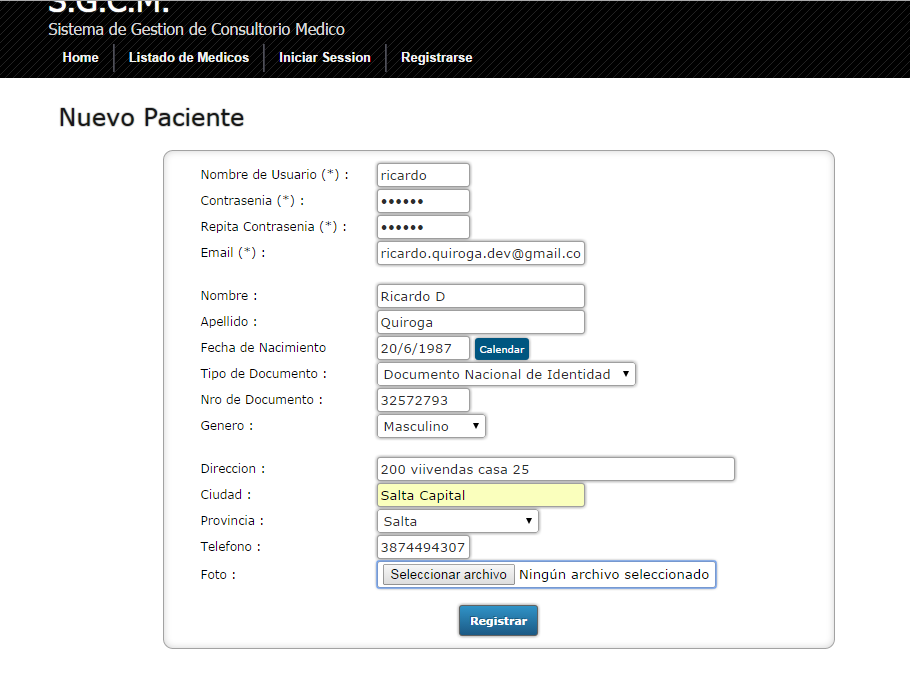 S.G.C.M.
Sistema de Gestion de Consultorio Medico
Home Listado de Medicos Iniciar Session Registrarse
Nuevo Paciente
Nombre de Usuario (*) : ricardo
Contrasenia (*) : ••••••
Repita Contrasenia (*) : ••••••
Email (*) : ricardo.quiroga.dev@gmail.co
Nombre : Ricardo D
Apellido : Quiroga
Fecha de Nacimiento 20/6/1987 Calendar
Tipo de Documento : Documento Nacional de Identidad
Nro de Documento : 32572793
Genero : Masculino
Direccion : 200 viivendas casa 25
Ciudad : Salta Capital
Provincia : Salta
Telefono : 3874494307
Foto : Seleccionar archivo Ningún archivo seleccionado
Registrar